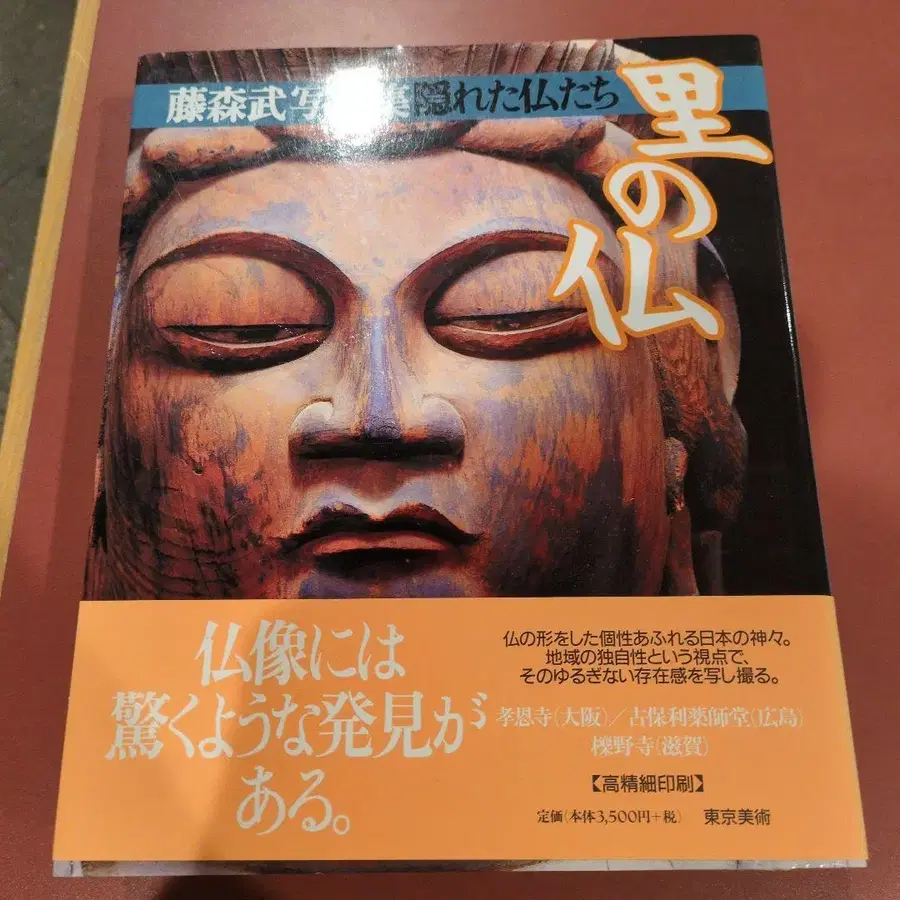 藤森武写真集 隠れた仏たち
里の仏
仏像には
驚くような発見が
ある。
仏の形をした個性あふれる日本の神々。
地域の独自性という視点で、
そのゆるぎない存在感を写し撮る。
孝恩寺(大阪)/古保利薬師堂(広島)
櫟野寺(滋賀)
【高精細印刷】
定価(本体3,500円+税) 東京美術